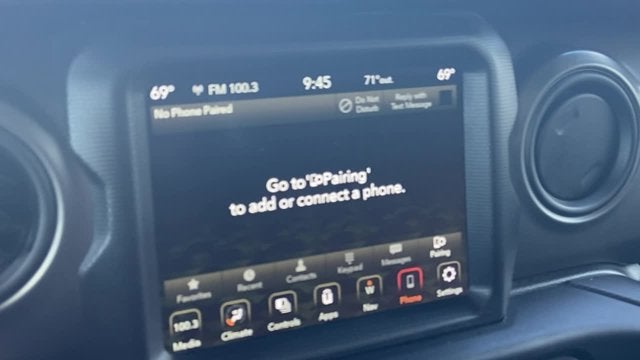 69° FM 100.3 9:45 71°out 69°
No Phone Paired Do Not Disturb Reply with Text Message
Go to 'Pairing'
to add or connect a phone.
Favorites Recent Contacts Keypad Messages Pairing
100.3
Media Climate Controls Apps Nav Phone Settings